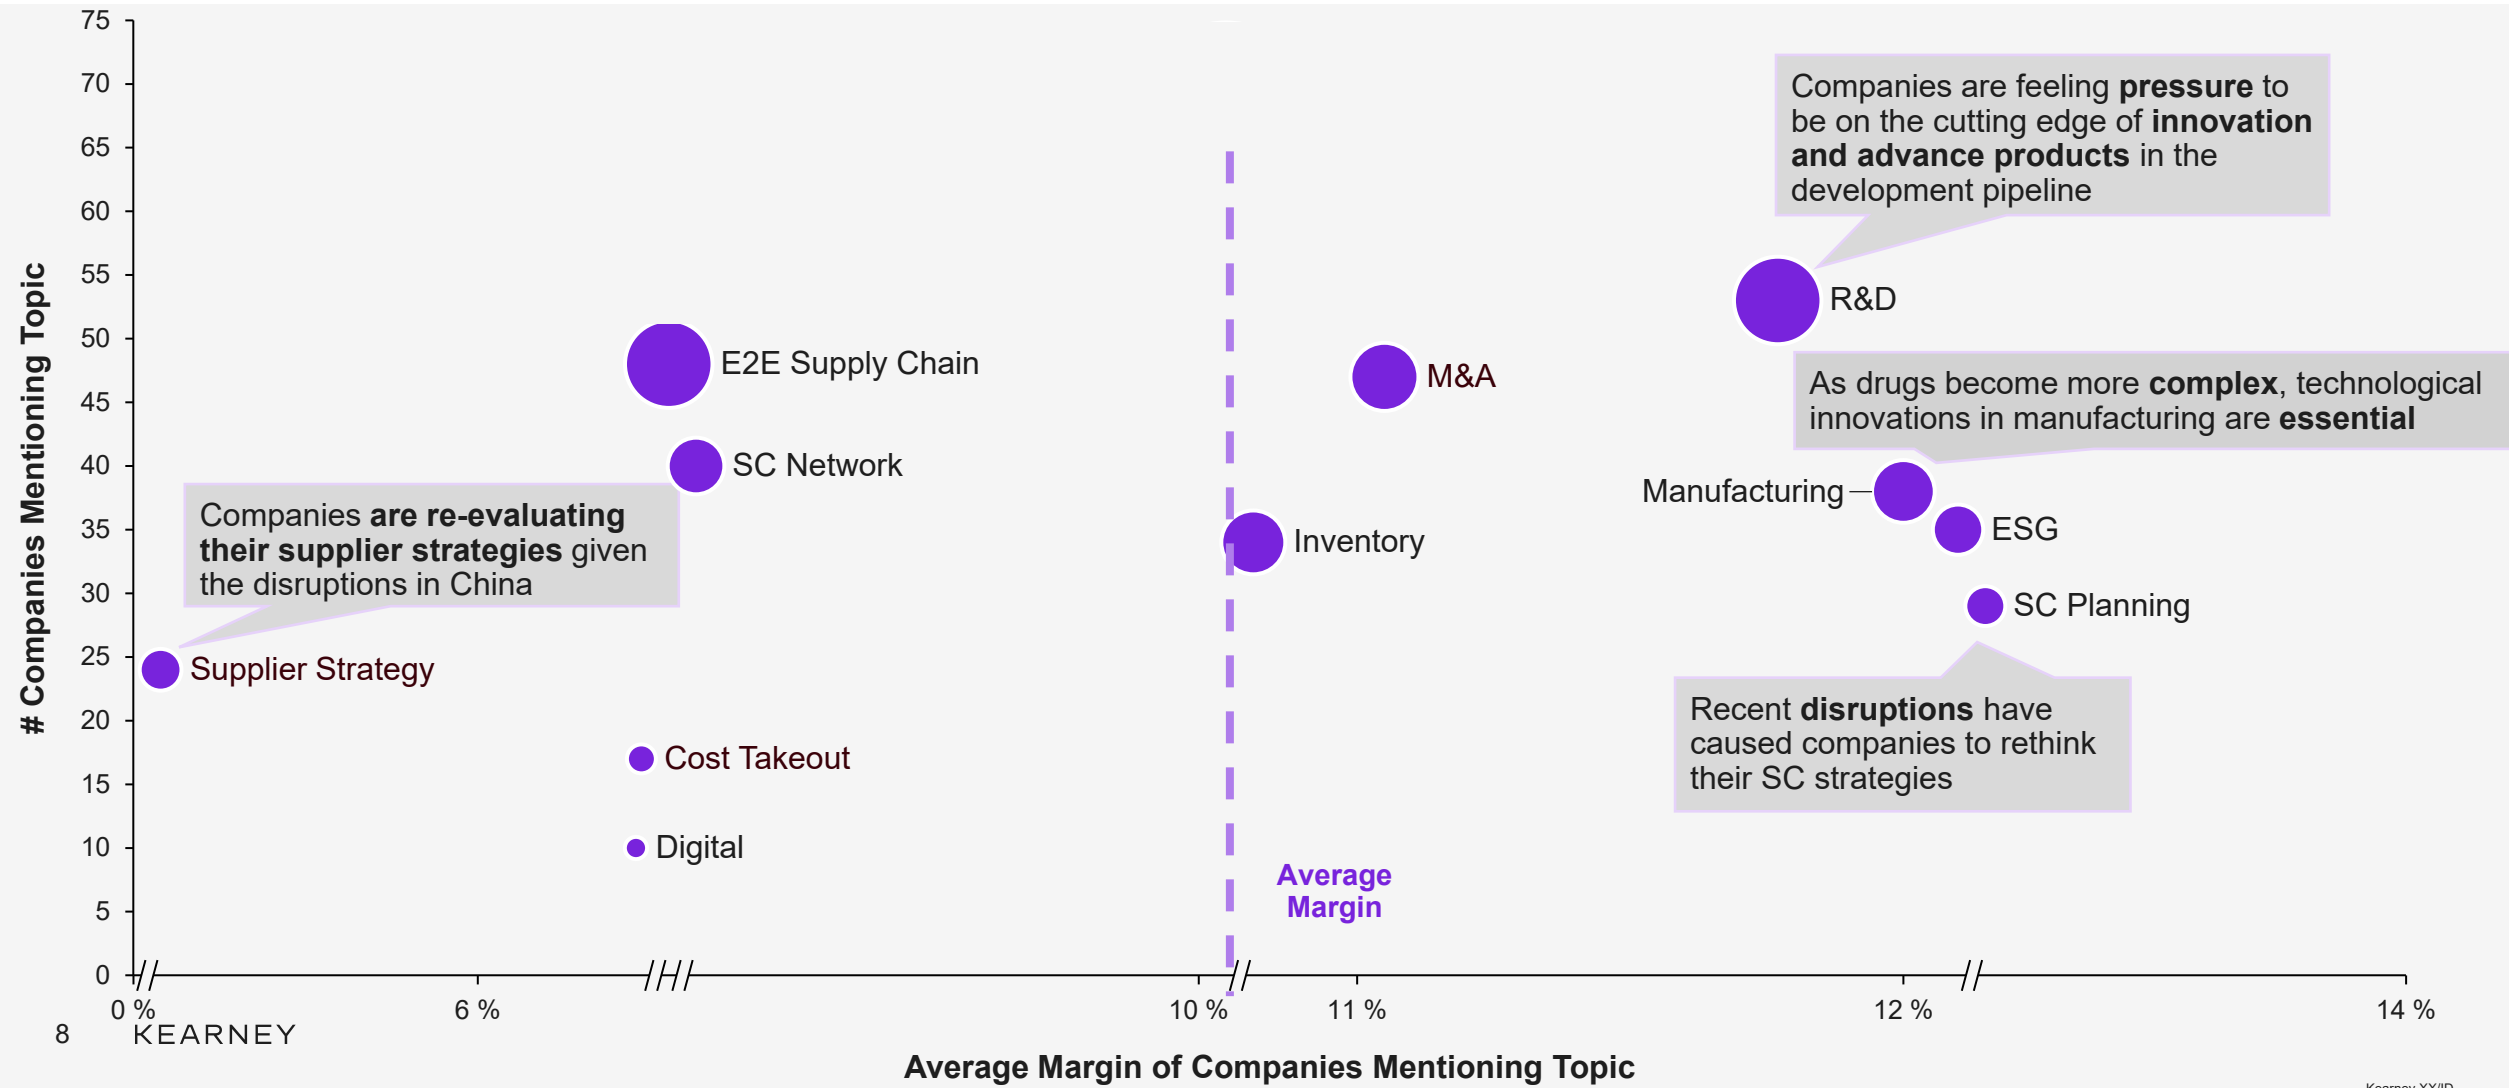 75
70
65
60
55
50
45
40
35
30
25
20
15
10
5
0
# Companies Mentioning Topic
Companies are feeling pressure to
be on the cutting edge of innovation
and advance products in the
development pipeline
R&D
E2E Supply Chain
M&A
As drugs become more complex, technological
innovations in manufacturing are essential
SC Network
Manufacturing
Companies are re-evaluating
their supplier strategies given
the disruptions in China
ESG
Inventory
SC Planning
Supplier Strategy
Recent disruptions have
caused companies to rethink
their SC strategies
Cost Takeout
Digital
Average
Margin
0 %
6 %
10 %
11 %
12 %
14 %
8
KEARNEY
Average Margin of Companies Mentioning Topic
Kearney XX/ID